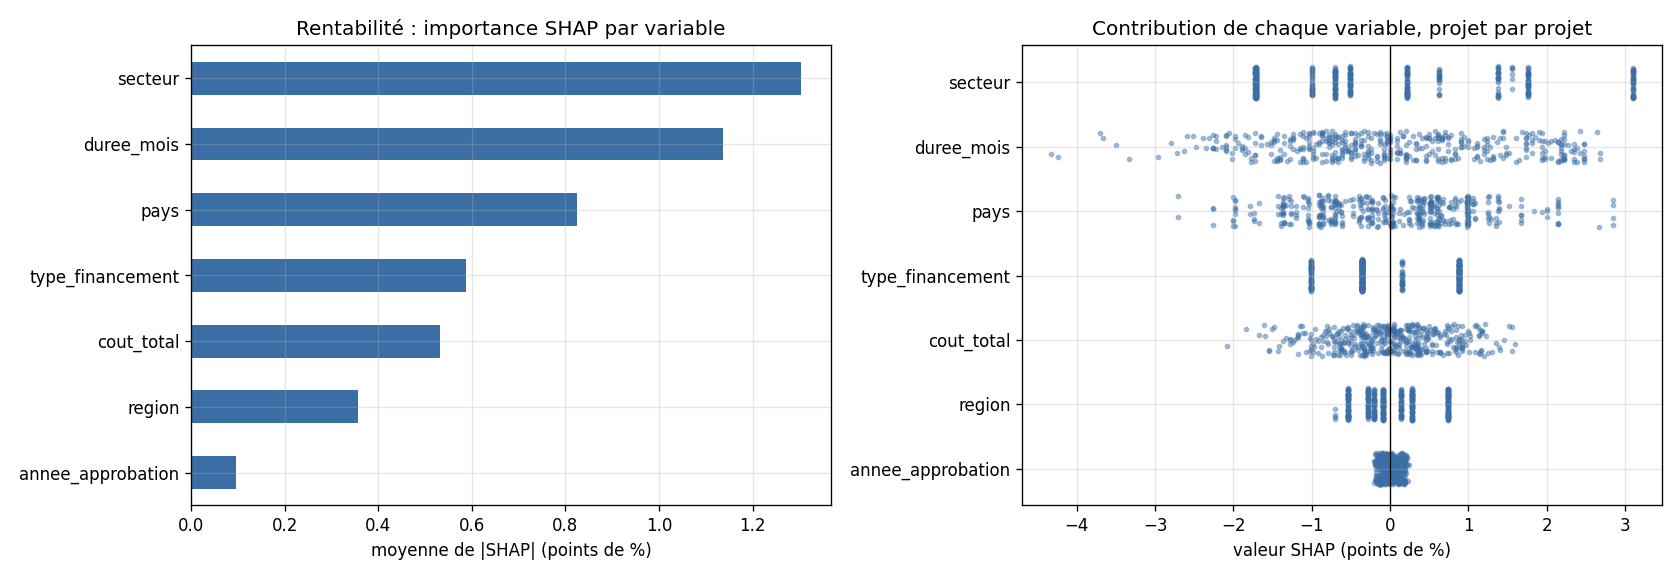 Rentabilité : importance SHAP par variable
secteur
duree_mois
pays
type_financement
cout_total
region
annee_approbation
0.0 0.2 0.4 0.6 0.8 1.0 1.2
moyenne de |SHAP| (points de %)
Contribution de chaque variable, projet par projet
secteur
duree_mois
pays
type_financement
cout_total
region
annee_approbation
−4 −3 −2 −1 0 1 2 3
valeur SHAP (points de %)